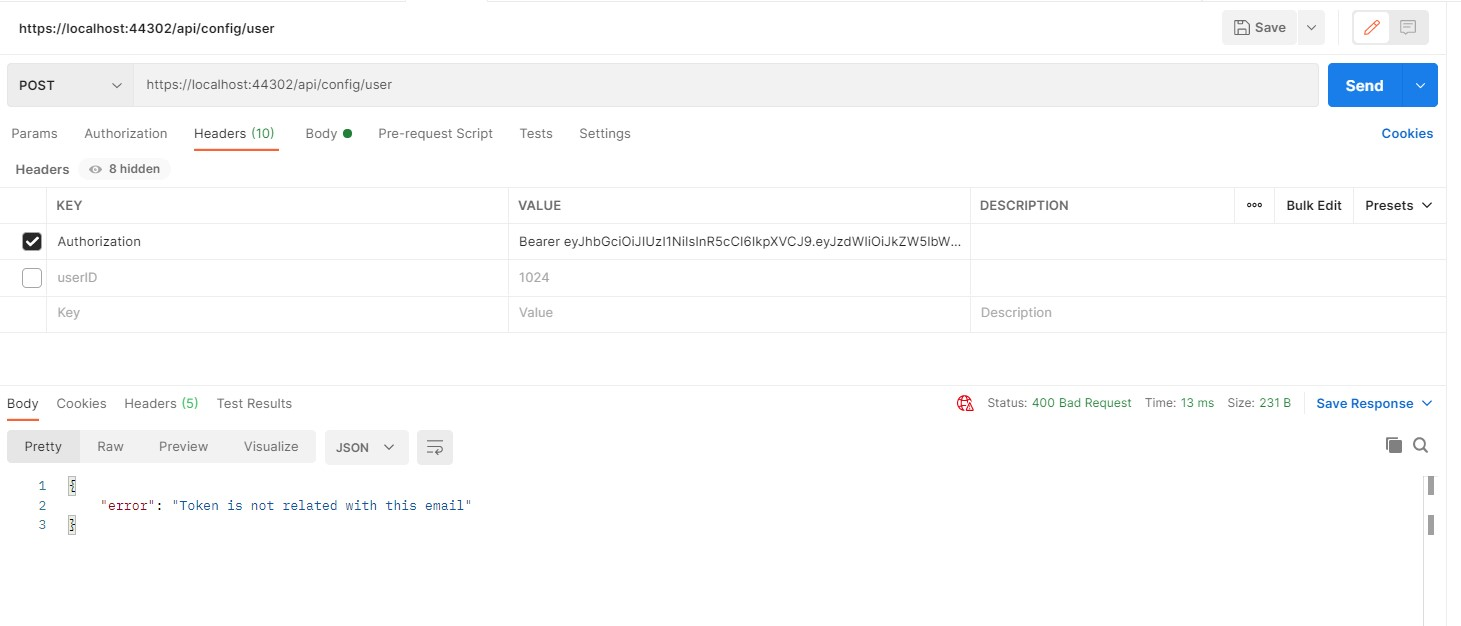 https://localhost:44302/api/config/user Save
POST https://localhost:44302/api/config/user Send
Params Authorization Headers (10) Body Pre-request Script Tests Settings Cookies
Headers 8 hidden
KEY VALUE DESCRIPTION Bulk Edit Presets
Authorization Bearer eyJhbGciOiJIUzI1NiIsInR5cCI6IkpXVCJ9.eyJzdWIiOiJkZW5lbW...
userID 1024
Key Value Description
Body Cookies Headers (5) Test Results Status: 400 Bad Request Time: 13 ms Size: 231 B Save Response
Pretty Raw Preview Visualize JSON
1 {
2 "error": "Token is not related with this email"
3 }